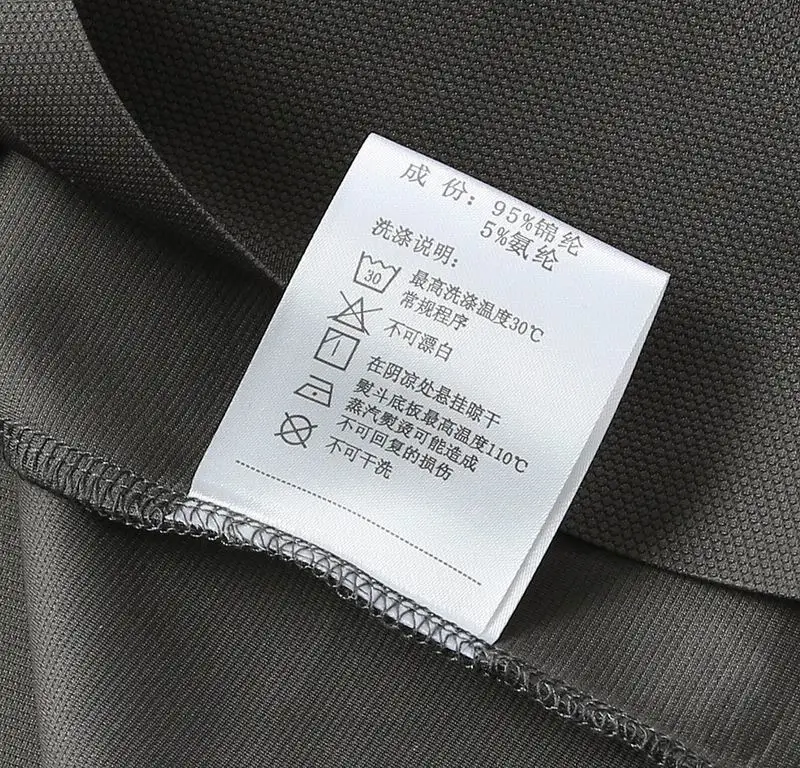 成 份：95%锦纶
5%氨纶
洗涤说明：
30
最高洗涤温度30℃
常规程序
不可漂白
在阴凉处悬挂晾干
熨斗底板最高温度110℃
蒸汽熨烫可能造成
不可回复的损伤
不可干洗